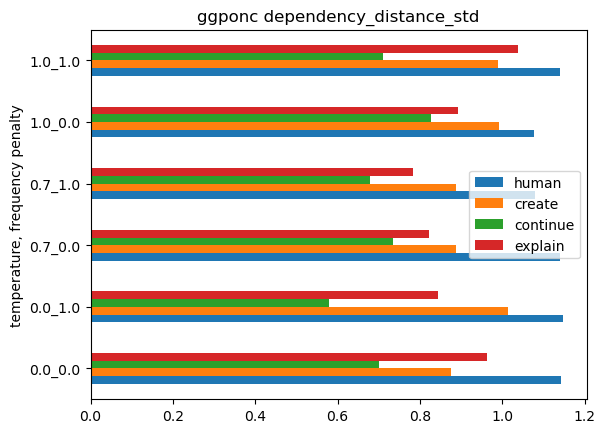 ggponc dependency_distance_std
temperature, frequency penalty
1.0_1.0
1.0_0.0
0.7_1.0
0.7_0.0
0.0_1.0
0.0_0.0
human
create
continue
explain
0.0
0.2
0.4
0.6
0.8
1.0
1.2